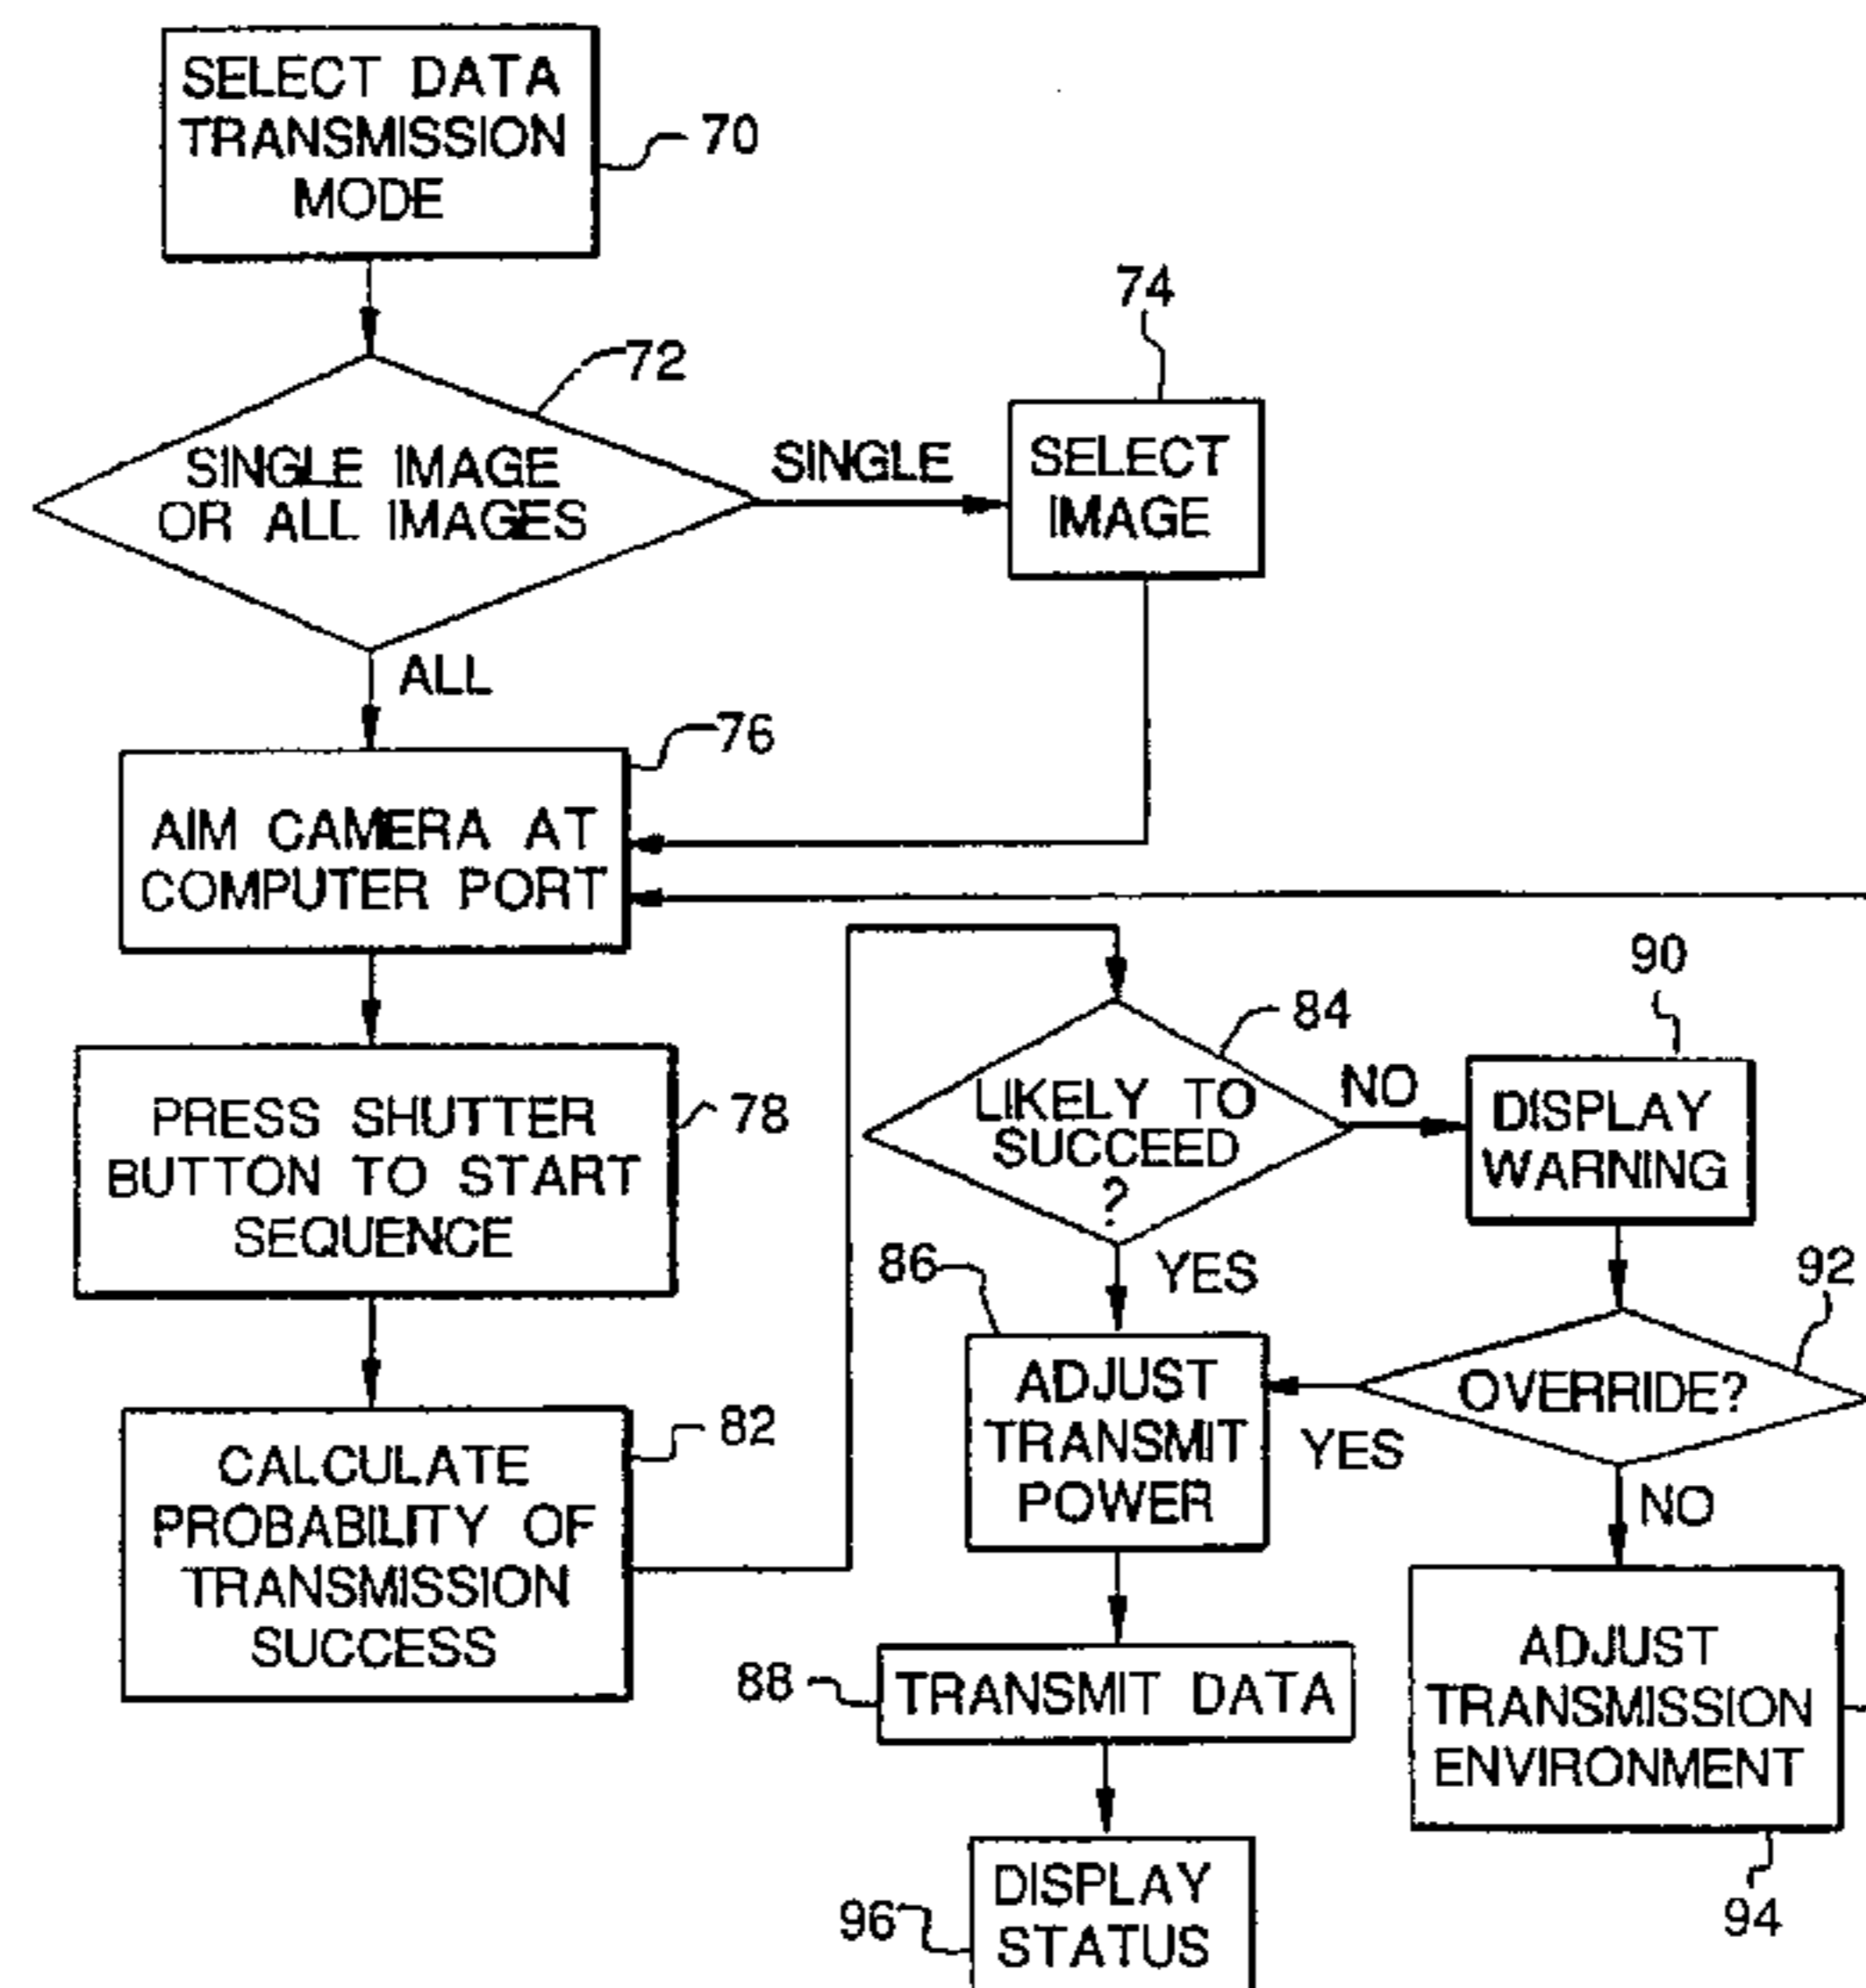 SELECT DATA
TRANSMISSION
MODE
70
72
SINGLE IMAGE
OR ALL IMAGES
SINGLE
74
SELECT
IMAGE
ALL
76
AIM CAMERA AT
COMPUTER PORT
78
PRESS SHUTTER
BUTTON TO START
SEQUENCE
82
CALCULATE
PROBABILITY OF
TRANSMISSION
SUCCESS
84
LIKELY TO
SUCCEED
?
NO
90
DISPLAY
WARNING
YES
86
ADJUST
TRANSMIT
POWER
92
OVERRIDE?
YES
NO
88
TRANSMIT DATA
ADJUST
TRANSMISSION
ENVIRONMENT
94
96
DISPLAY
STATUS